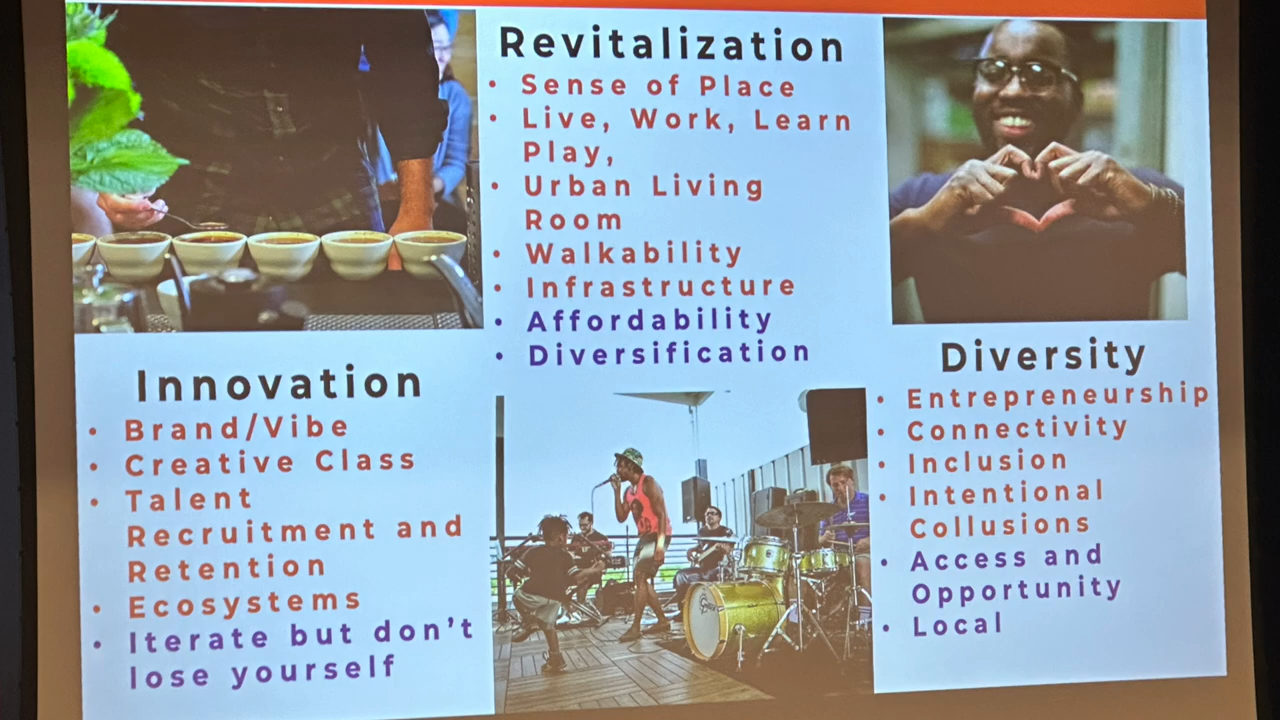 Revitalization
• Sense of Place
• Live, Work, Learn
Play,
• Urban Living
Room
• Walkability
• Infrastructure
• Affordability
• Diversification
Innovation
• Brand/Vibe
• Creative Class
• Talent
Recruitment and
Retention
• Ecosystems
• Iterate but don't
lose yourself
Diversity
• Entrepreneurship
• Connectivity
• Inclusion
• Intentional
Collusions
• Access and
Opportunity
• Local